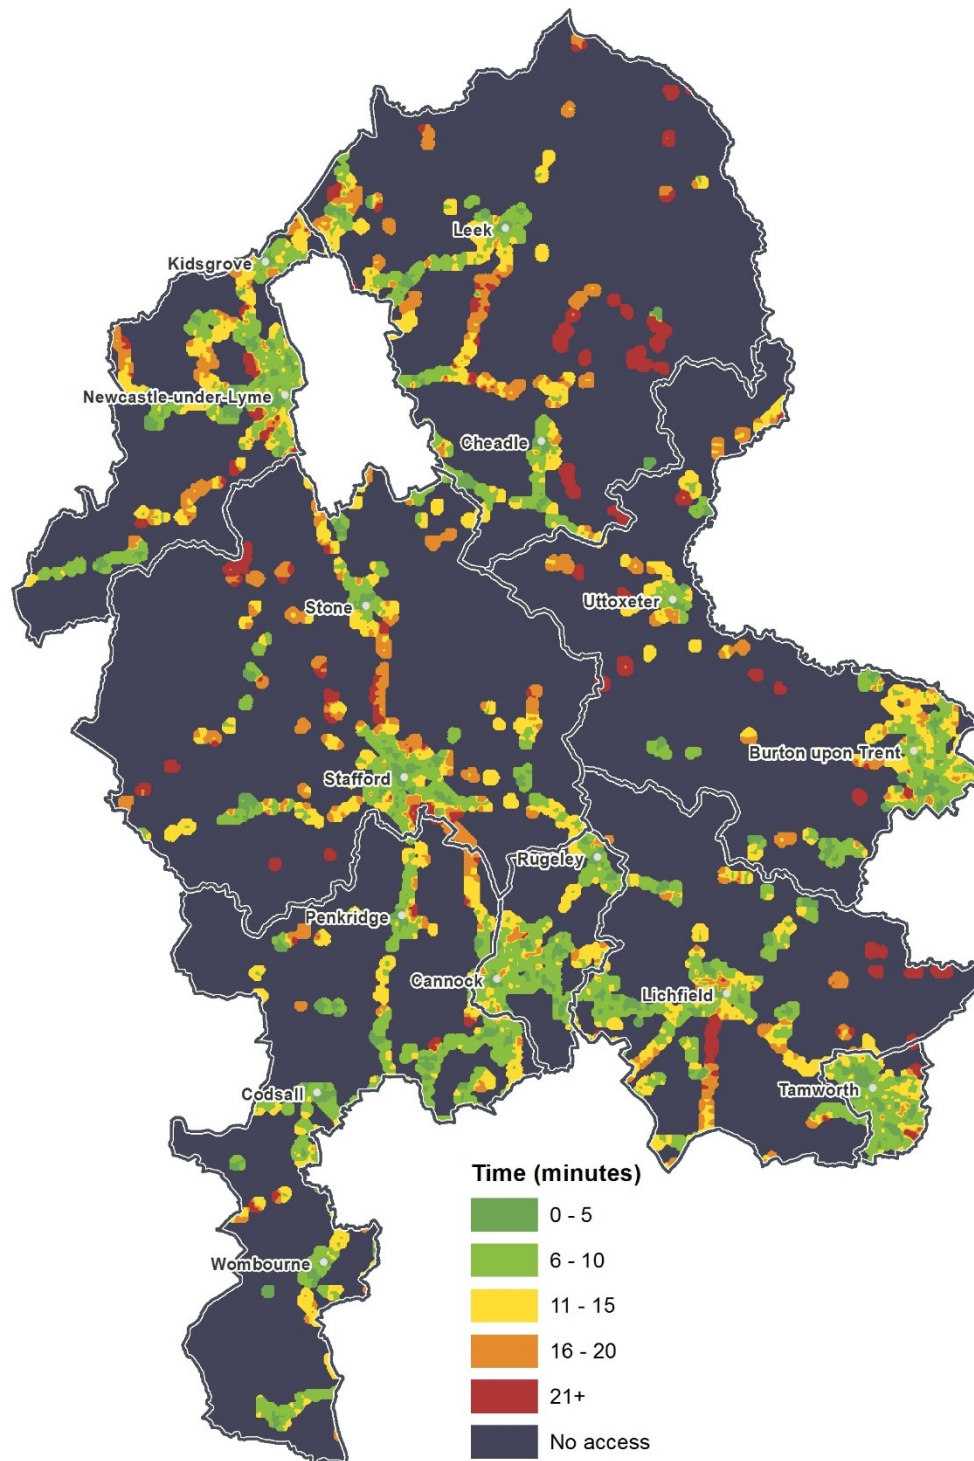 Leek
Kidsgrove
Newcastle-under-Lyme
Cheadle
Stone
Uttoxeter
Burton upon Trent
Stafford
Rugeley
Penkridge
Cannock
Lichfield
Tamworth
Codsall
Wombourne
Time (minutes)
0 - 5
6 - 10
11 - 15
16 - 20
21+
No access